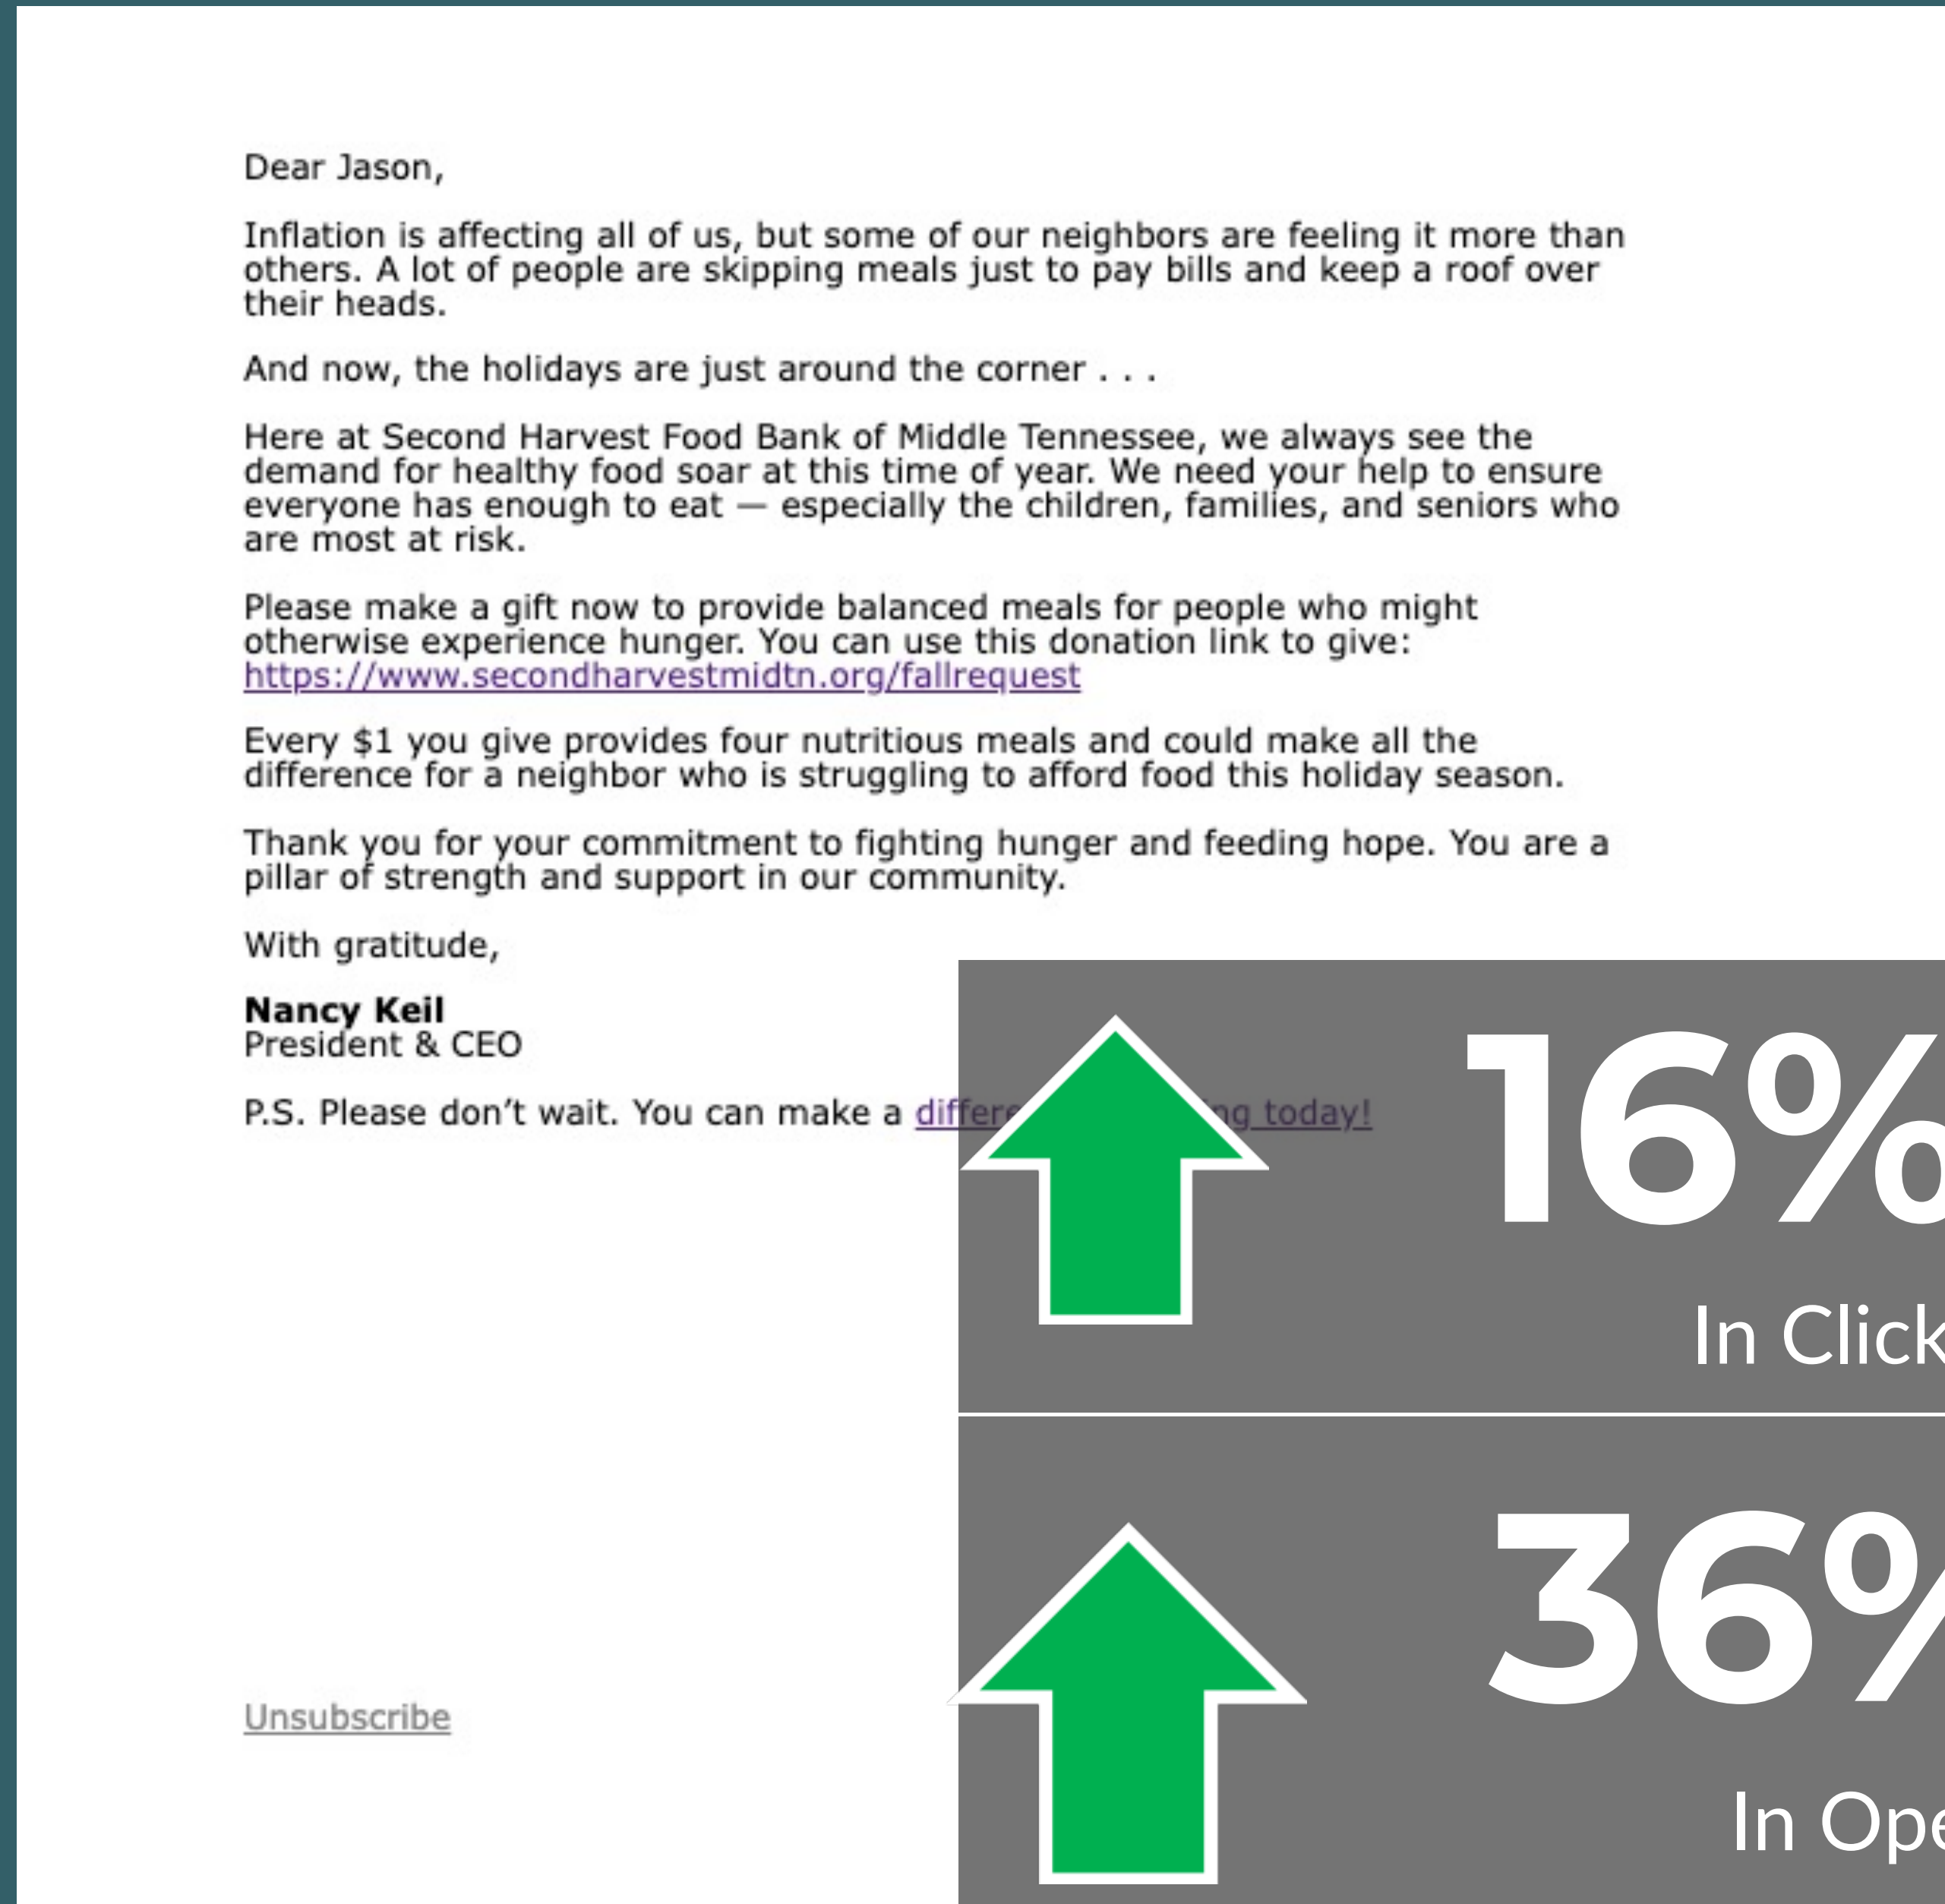 Dear Jason,
Inflation is affecting all of us, but some of our neighbors are feeling it more than
others. A lot of people are skipping meals just to pay bills and keep a roof over
their heads.
And now, the holidays are just around the corner . . .
Here at Second Harvest Food Bank of Middle Tennessee, we always see the
demand for healthy food soar at this time of year. We need your help to ensure
everyone has enough to eat — especially the children, families, and seniors who
are most at risk.
Please make a gift now to provide balanced meals for people who might
otherwise experience hunger. You can use this donation link to give:
https://www.secondharvestmidtn.org/fallrequest
Every $1 you give provides four nutritious meals and could make all the
difference for a neighbor who is struggling to afford food this holiday season.
Thank you for your commitment to fighting hunger and feeding hope. You are a
pillar of strength and support in our community.
With gratitude,
Nancy Keil
President & CEO
P.S. Please don’t wait. You can make a today!
16%
In Click
36%
In
Unsubscribe